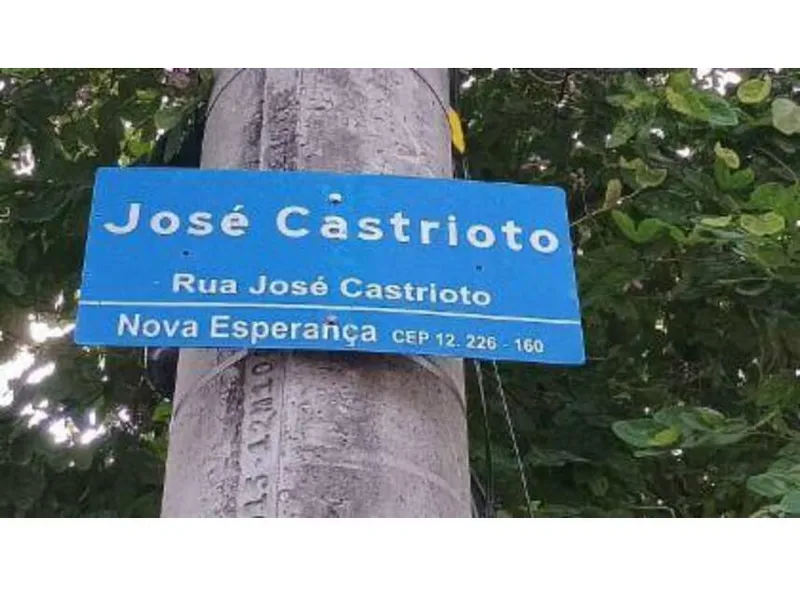 José Castrioto
Rua José Castrioto
Nova Esperança CEP 12. 226 - 160